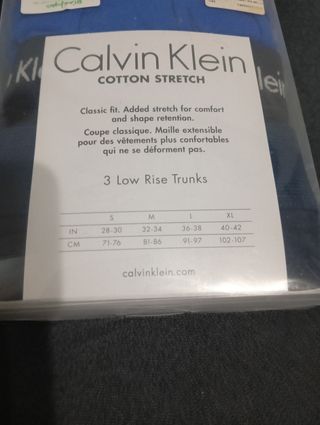 Calvin Klein
COTTON STRETCH
Classic fit. Added stretch for comfort
and shape retention.
Coupe classique. Maille extensible
pour des vêtements plus confortables
qui ne se déforment pas.
3 Low Rise Trunks
S M L XL
IN 28-30 32-34 36-38 40-42
CM 71-76 81-86 91-97 102-107
calvinklein.com